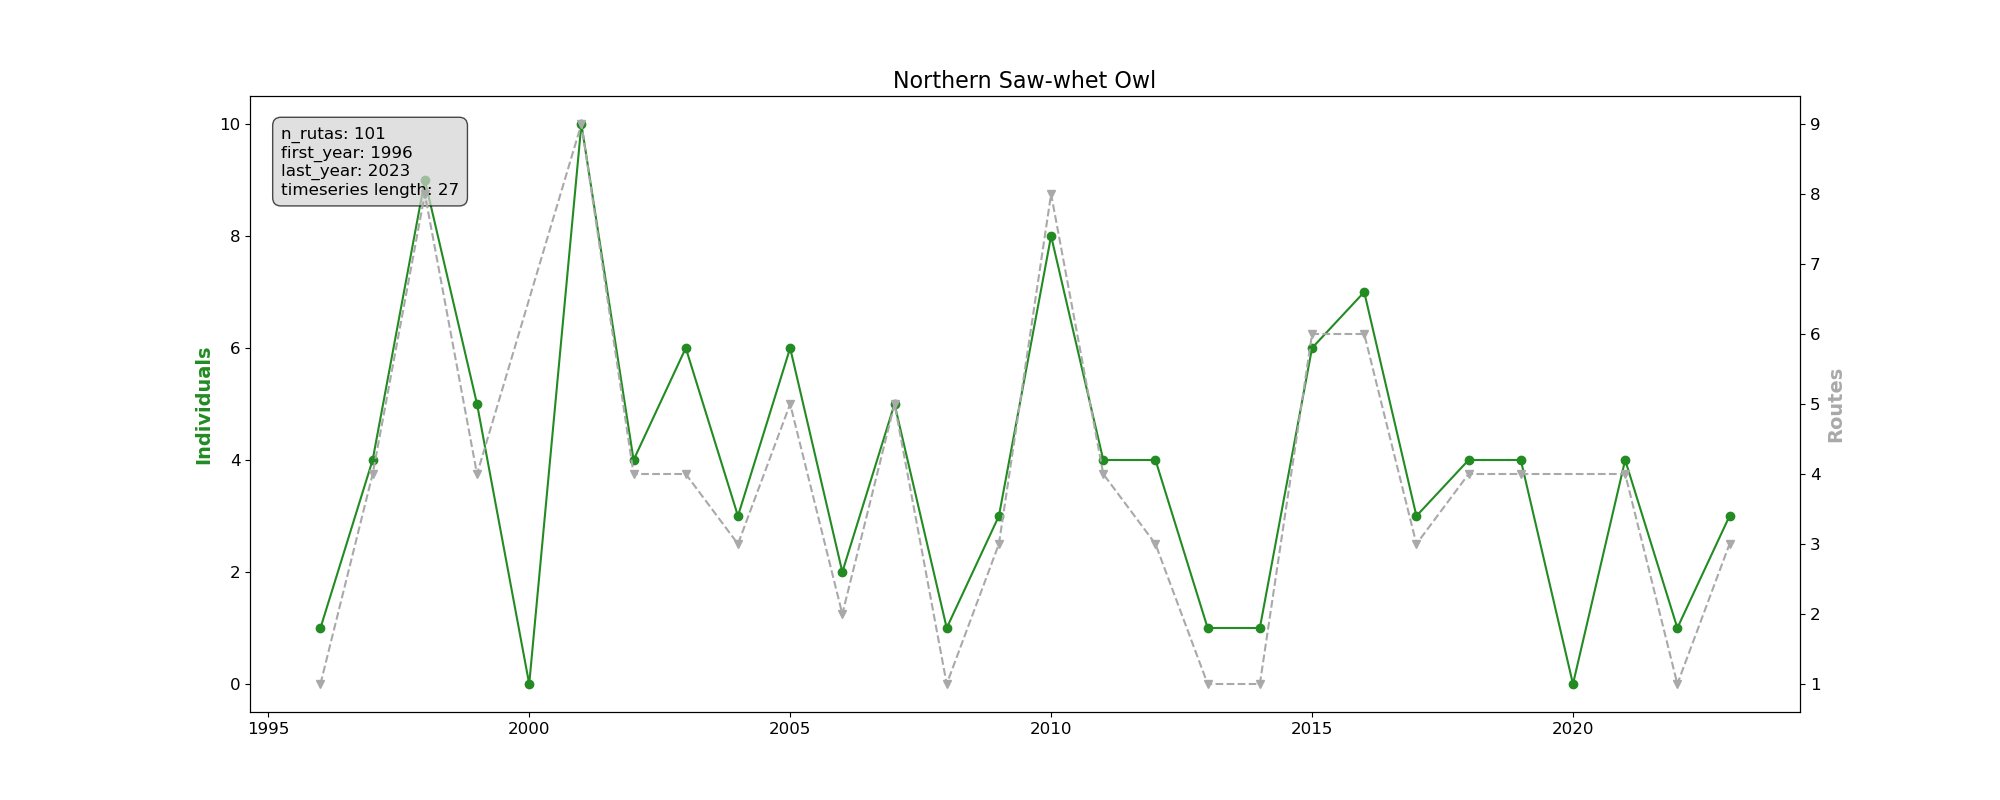 Northern Saw-whet Owl
n_rutas: 101
first_year: 1996
last_year: 2023
timeseries length: 27
10
8
6
4
2
0
Individuals
9
8
7
6
5
4
3
2
1
Routes
1995 2000 2005 2010 2015 2020